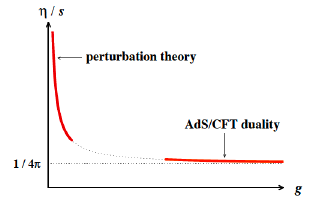 η / s
perturbation theory
AdS/CFT duality
1 / 4π
g